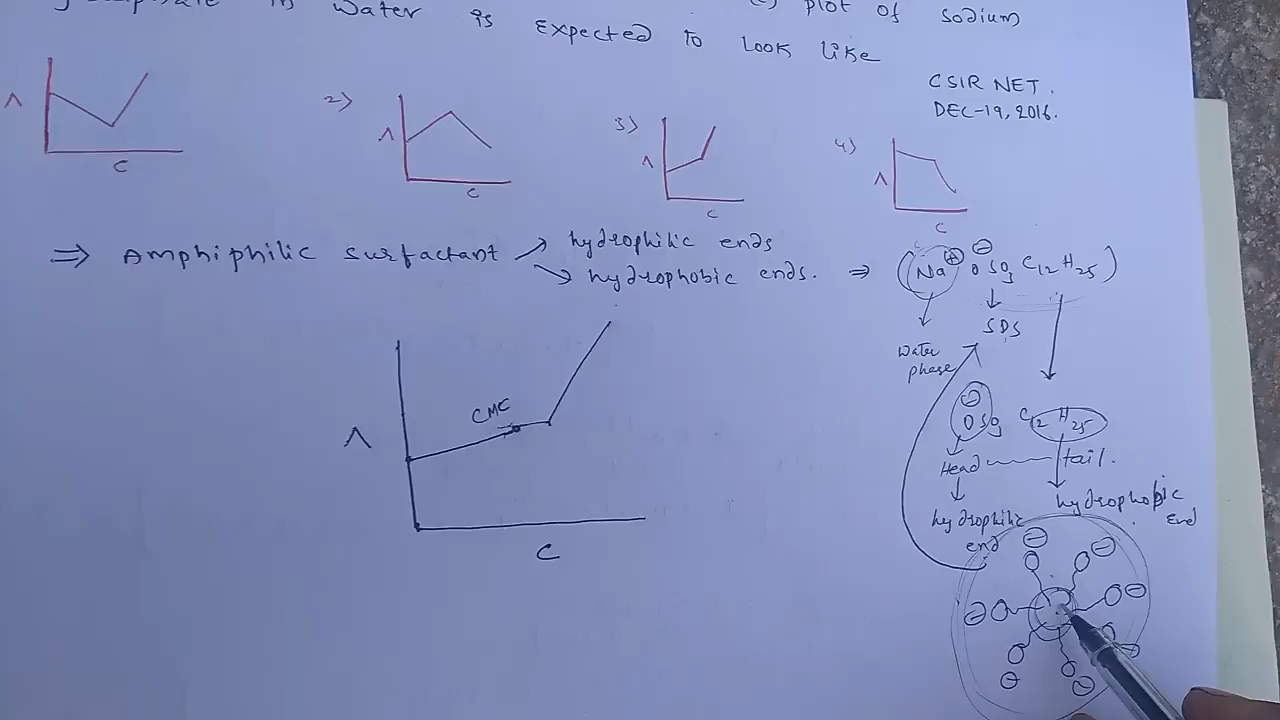 in water is expected to look like
c) plot of sodium
CSIR NET.
DEC-19, 2016.
Λ
C
2)
Λ
C
3)
Λ
C
4)
Λ
C
⇒ Amphiphilic surfactant
hydrophilic ends
hydrophobic ends. ⇒ (Na⊕ ⊖OSO3 C12H25)
SDS
Water
phase
⊖
OSO3 C12H25
Head
tail.
hydrophilic
end
hydrophobic
end
Λ
CMC
C